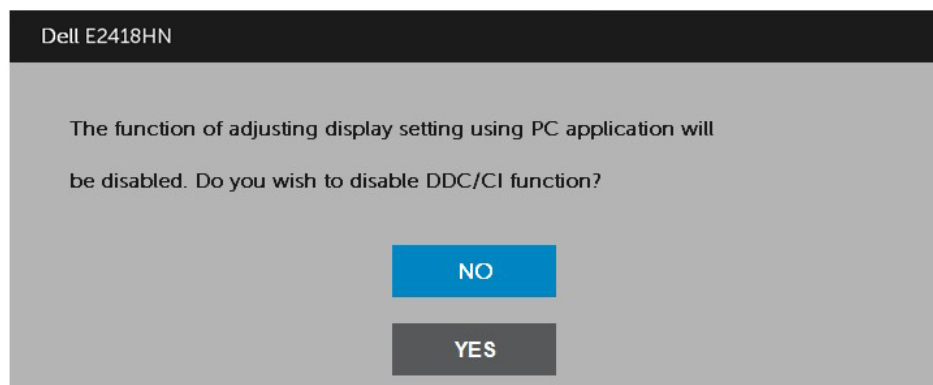 Dell E2418HN
The function of adjusting display setting using PC application will
be disabled. Do you wish to disable DDC/CI function?
NO
YES